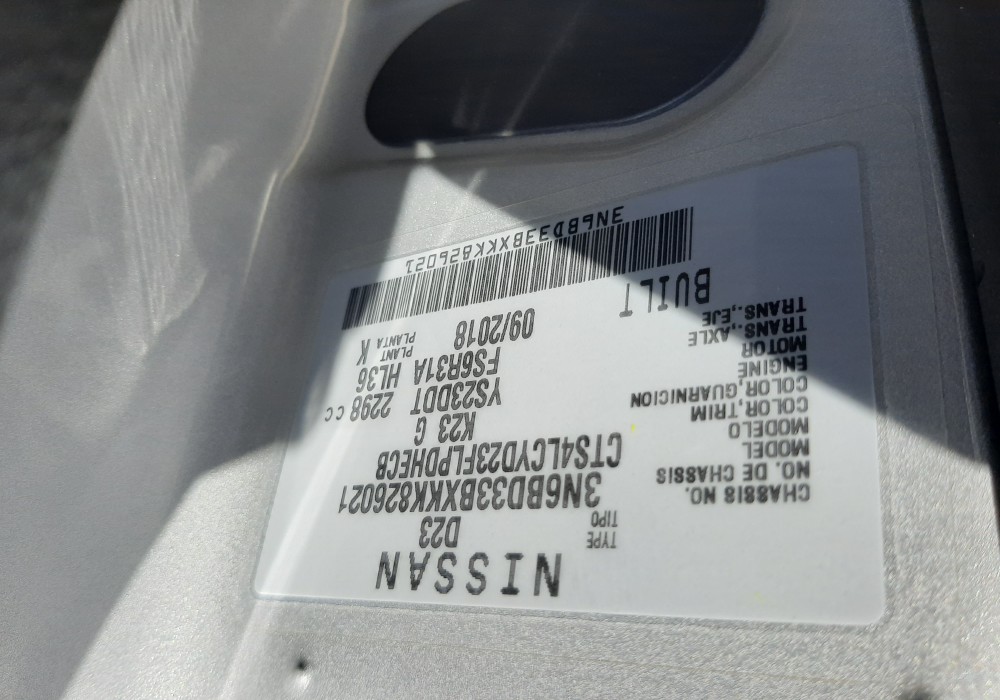 NISSAN
TYPE
TIPO D23
CHASSIS NO. 3N6BD33BXKK826021
NO. DE CHASSIS
MODEL CTS4LCYD23FLPDHECB
MODELO
COLOR,TRIM K23 G
COLOR,GUARNICION
ENGINE YS23DDT 2298 CC
MOTOR
TRANS.,AXLE FS6R31A HL36 PLANT K
TRANS.,EJE PLANTA
BUILT 09/2018
3N6BD33BXKK826021